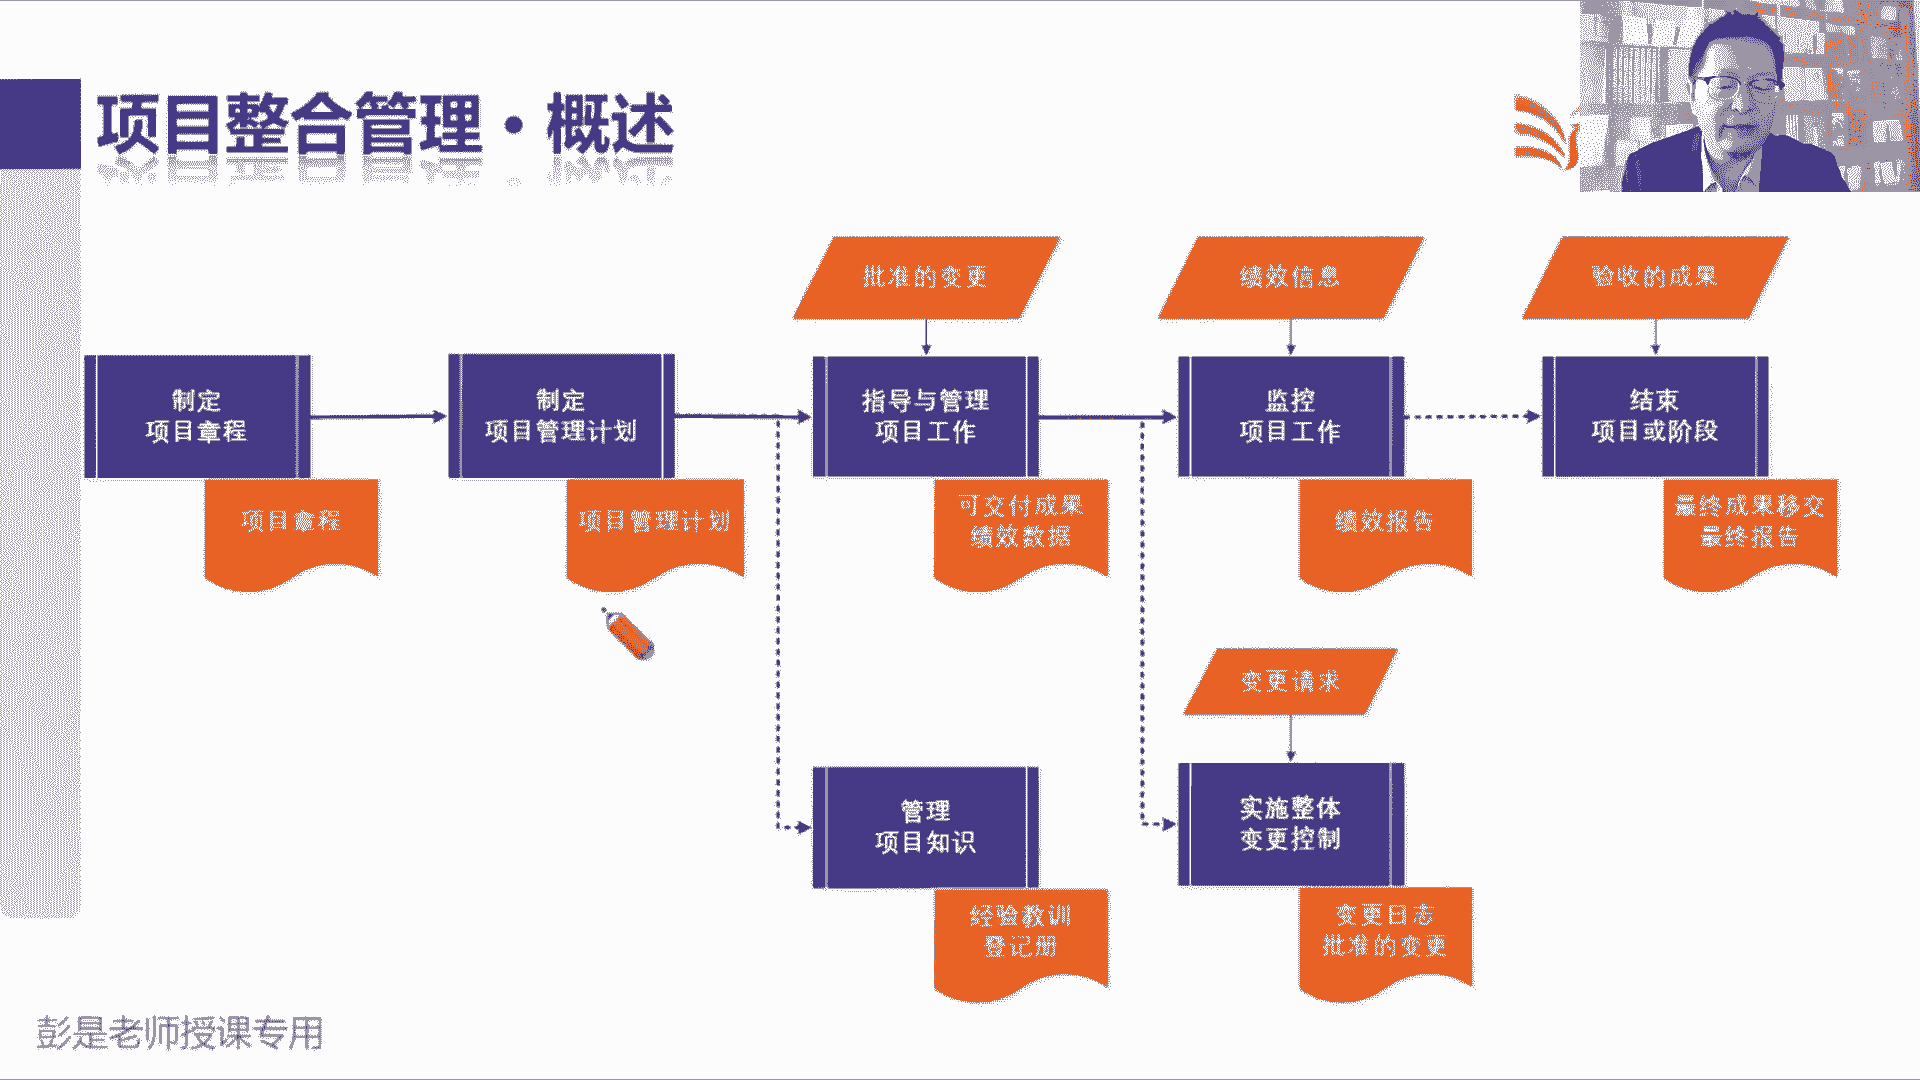 项目整合管理·概述
批准的变更
绩效信息
验收的成果
制定
项目章程
制定
项目管理计划
指导与管理
项目工作
监控
项目工作
结束
项目或阶段
项目章程
项目管理计划
可交付成果
绩效数据
绩效报告
最终成果移交
最终报告
变更请求
管理
项目知识
实施整体
变更控制
经验教训
登记册
变更日志
批准的变更
彭是老师授课专用